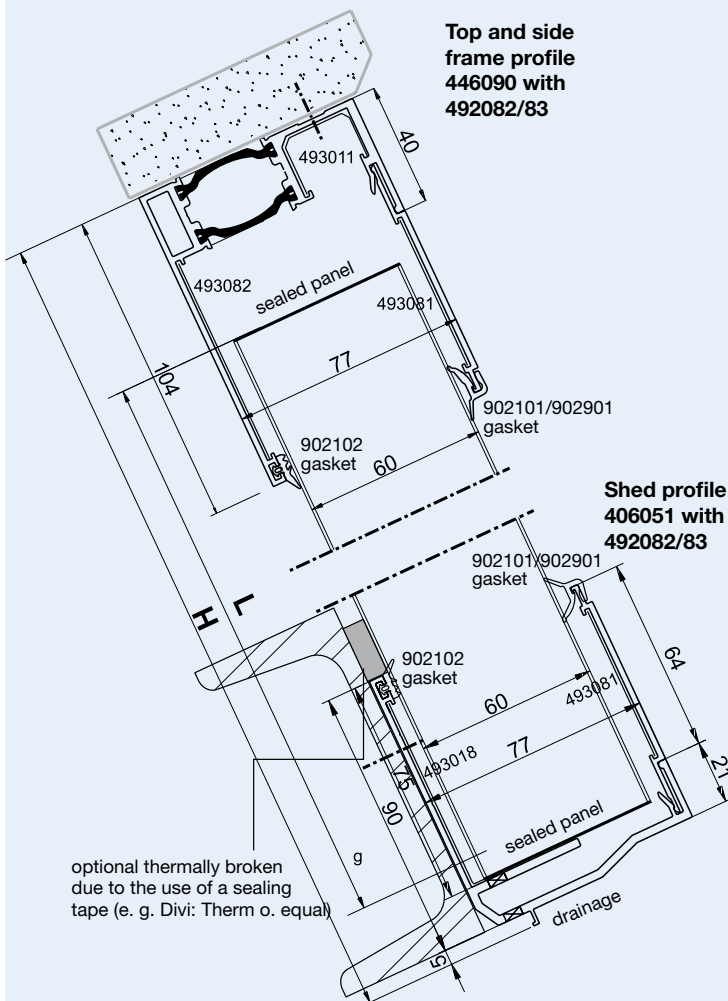 Top and side
frame profile
446090 with
492082/83
40
493011
493082
sealed panel
493081
104
77
902101/902901
gasket
902102
gasket
60
Shed profile
406051 with
492082/83
902101/902901
gasket
H
L
902102
gasket
64
60
493081
77
493018
75
90
21
g
sealed panel
optional thermally broken
due to the use of a sealing
tape (e. g. Divi: Therm o. equal)
drainage
5